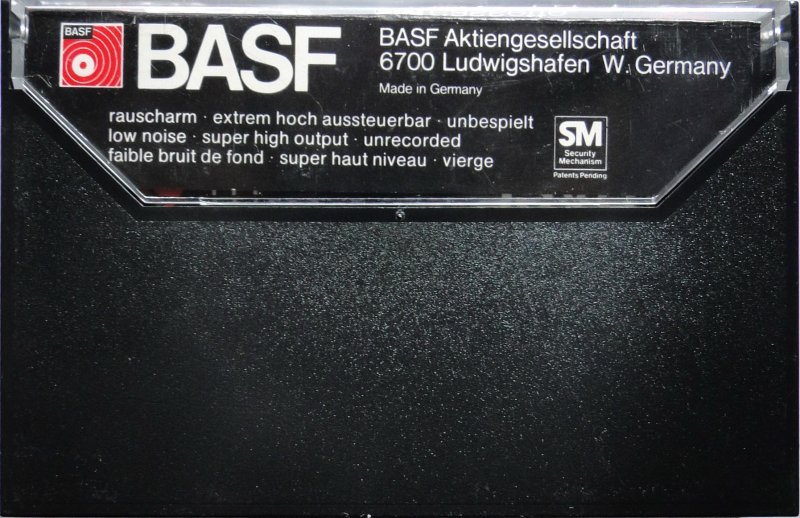 BASF
BASF
BASF Aktiengesellschaft
6700 Ludwigshafen W. Germany
Made in Germany
rauscharm · extrem hoch aussteuerbar · unbespielt
low noise · super high output · unrecorded
faible bruit de fond · super haut niveau · vierge
SM
Security
Mechanism
Patents Pending